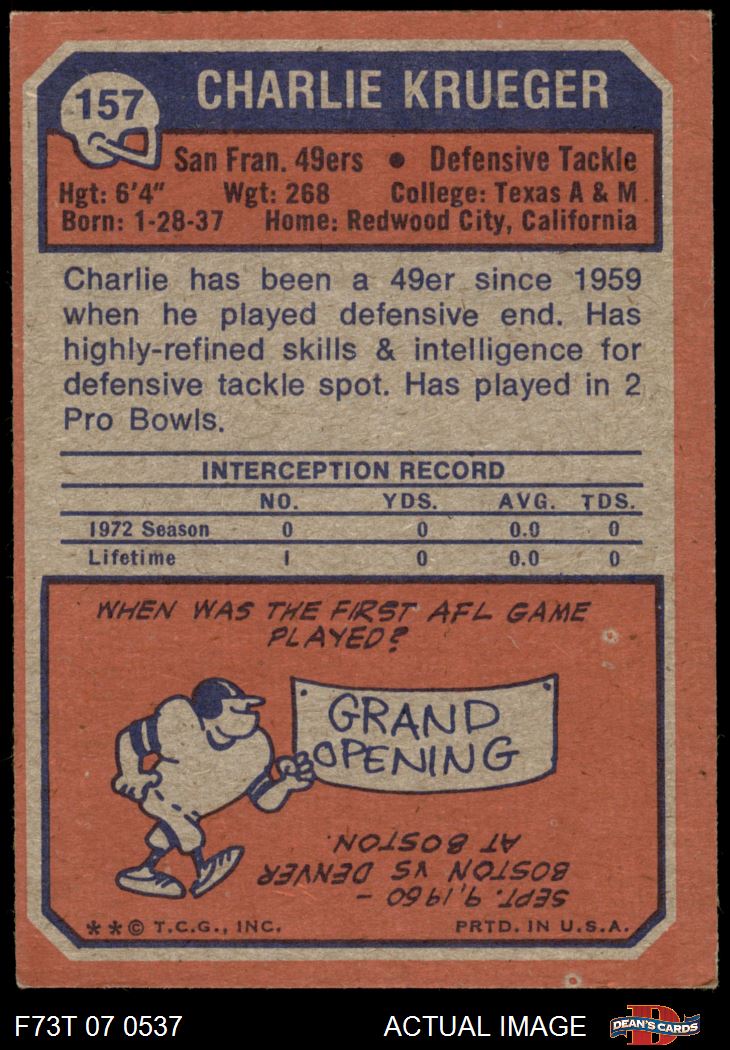 157
CHARLIE KRUEGER
San Fran. 49ers • Defensive Tackle
Hgt: 6'4" Wgt: 268 College: Texas A & M
Born: 1-28-37 Home: Redwood City, California
Charlie has been a 49er since 1959
when he played defensive end. Has
highly-refined skills & intelligence for
defensive tackle spot. Has played in 2
Pro Bowls.
INTERCEPTION RECORD
NO. YDS. AVG. TDS.
1972 Season 0 0 0.0 0
Lifetime 1 0 0.0 0
WHEN WAS THE FIRST AFL GAME
PLAYED?
GRAND
OPENING
SEPT. 9, 1960 -
BOSTON VS DENVER
AT BOSTON.
**© T.C.G., INC. PRTD. IN U.S.A.
F73T 07 0537 ACTUAL IMAGE
D
DEAN'S CARDS